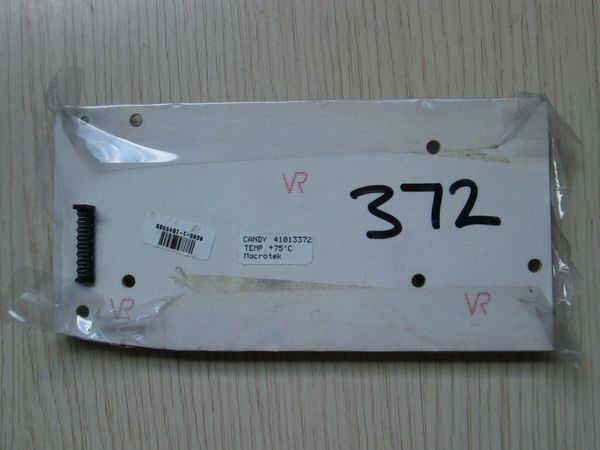 VR
372
CANDY 41013372
TEMP. +75°C
Macrotek
VR
VR